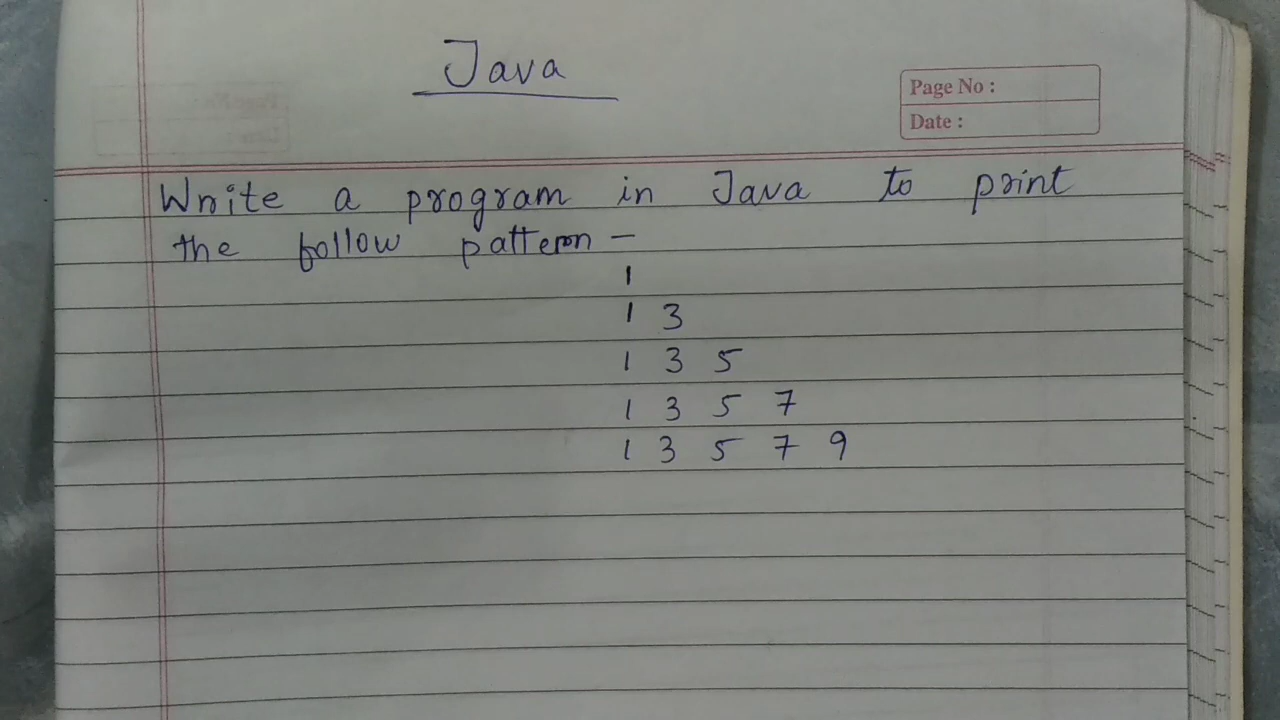 Java
Page No :
Date :
Write a program in Java to print
the follow pattern –
1
1 3
1 3 5
1 3 5 7
1 3 5 7 9